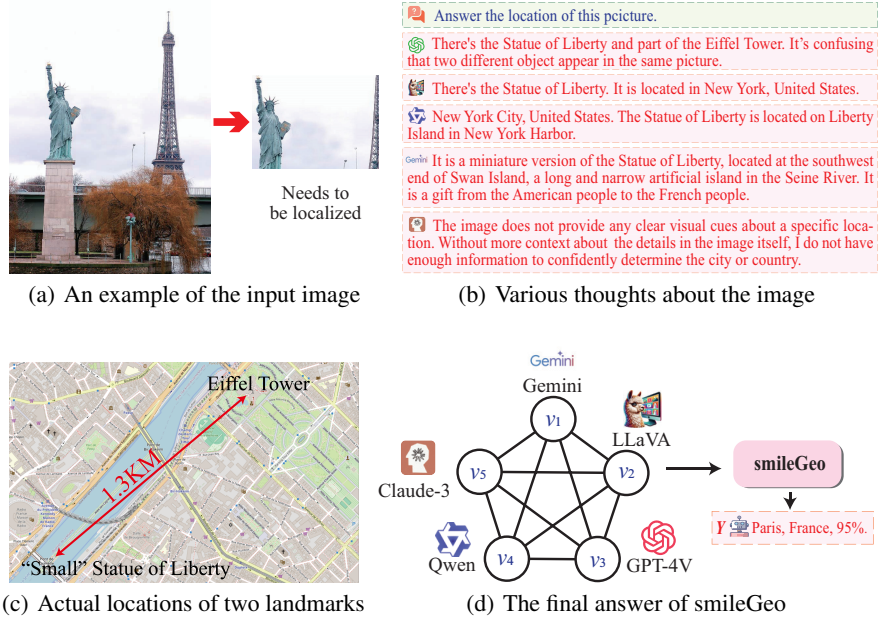 Needs to
be localized
(a) An example of the input image
Answer the location of this pcicture.
There's the Statue of Liberty and part of the Eiffel Tower. It's confusing
that two different object appear in the same picture.
There's the Statue of Liberty. It is located in New York, United States.
New York City, United States. The Statue of Liberty is located on Liberty
Island in New York Harbor.
Gemini It is a miniature version of the Statue of Liberty, located at the southwest
end of Swan Island, a long and narrow artificial island in the Seine River. It
is a gift from the American people to the French people.
The image does not provide any clear visual cues about a specific loca-
tion. Without more context about the details in the image itself, I do not have
enough information to confidently determine the city or country.
(b) Various thoughts about the image
Eiffel Tower
1.3KM
"Small" Statue of Liberty
(c) Actual locations of two landmarks
Gemini
Gemini
v1
LLaVA
v2
v5
Claude-3
Qwen
v4
v3
GPT-4V
smileGeo
Y Paris, France, 95%.
(d) The final answer of smileGeo